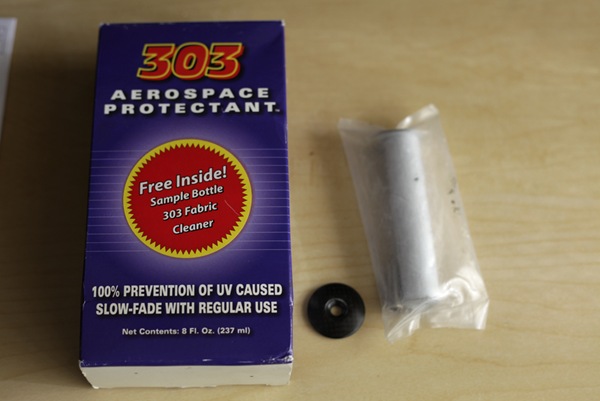 303
AEROSPACE
PROTECTANT™
Free Inside!
Sample Bottle
303 Fabric
Cleaner
100% PREVENTION OF UV CAUSED
SLOW-FADE WITH REGULAR USE
Net Contents: 8 Fl. Oz. (237 ml)